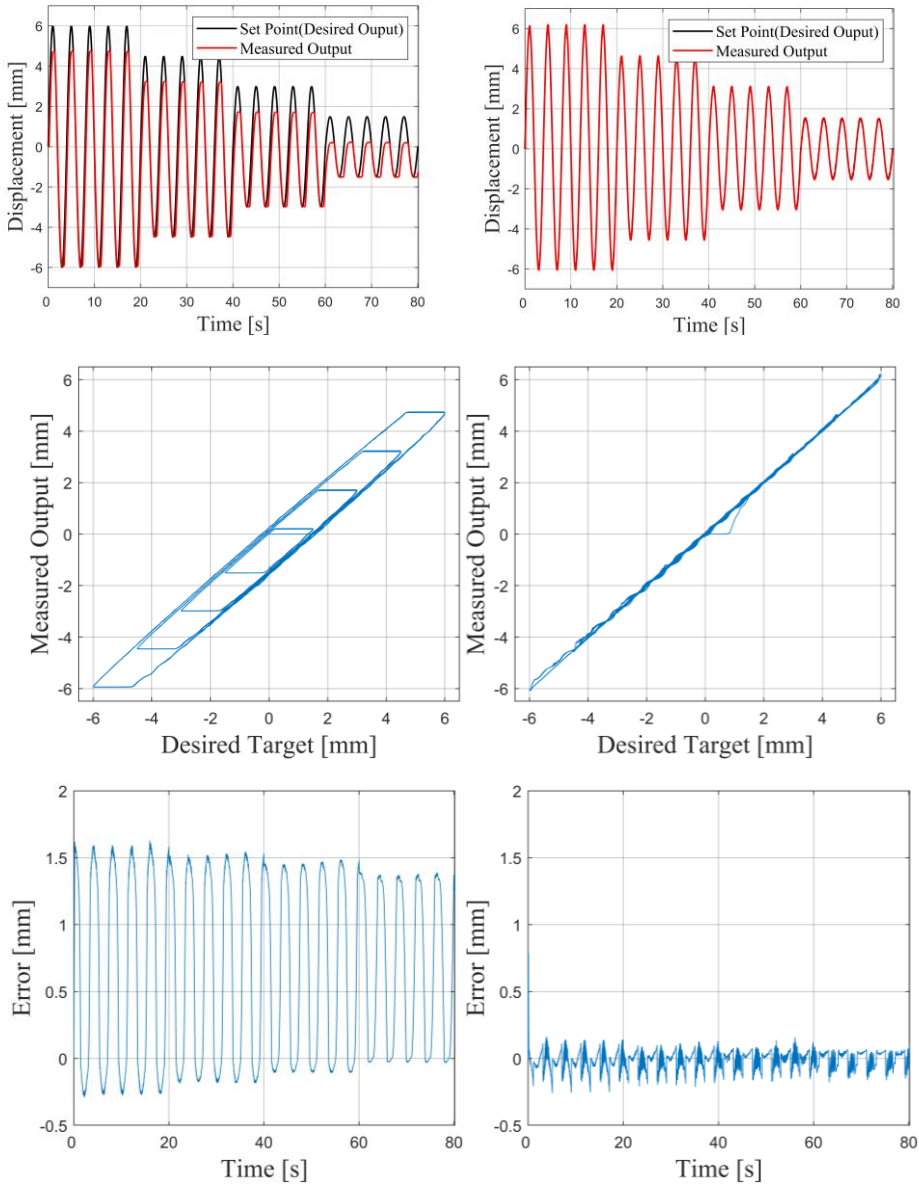 Set Point(Desired Ouput)
Measured Output
6
4
2
0
-2
-4
-6
Displacement [mm]
0 10 20 30 40 50 60 70 80
Time [s]
Set Point(Desired Ouput)
Measured Output
6
4
2
0
-2
-4
-6
Displacement [mm]
0 10 20 30 40 50 60 70 80
Time [s]
6
4
2
0
-2
-4
-6
Measured Output [mm]
-6 -4 -2 0 2 4 6
Desired Target [mm]
6
4
2
0
-2
-4
-6
Measured Output [mm]
-6 -4 -2 0 2 4 6
Desired Target [mm]
2
1.5
1
0.5
0
-0.5
Error [mm]
0 20 40 60 80
Time [s]
2
1.5
1
0.5
0
-0.5
Error [mm]
0 20 40 60 80
Time [s]